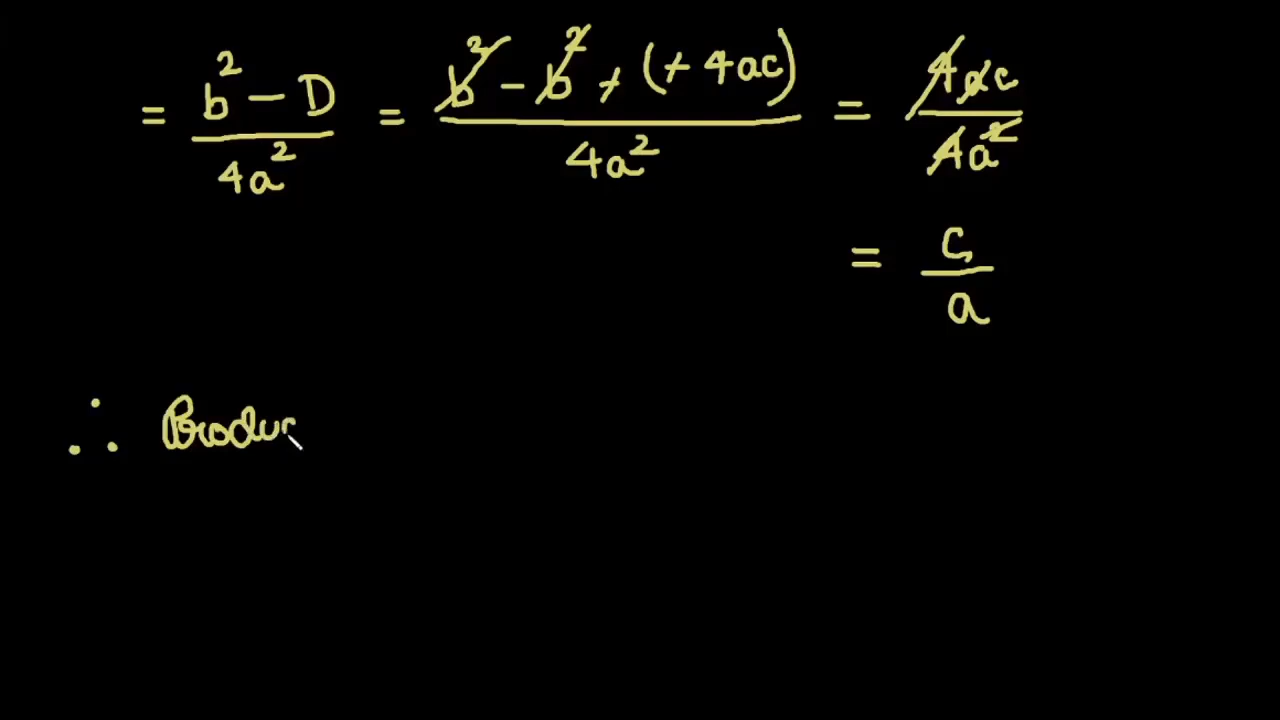 = b² - D / 4a² = b² - b² + (+ 4ac) / 4a² = 4ac / 4a²
= c / a
∴ Produc